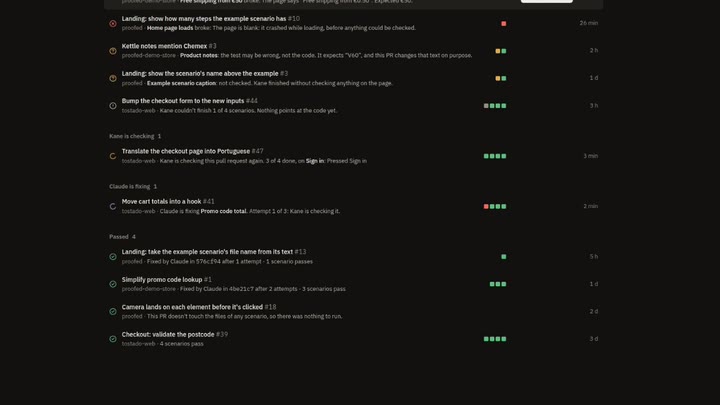 Landing: show how many steps the example scenario has #10
proofed · Home page loads broke: The page is blank: it crashed while loading, before anything could be checked.
26 min
Kettle notes mention Chemex #3
proofed-demo-store · Product notes: the test may be wrong, not the code. It expects "V60", and this PR changes that text on purpose.
2 h
Landing: show the scenario's name above the example #3
proofed · Example scenario caption: not checked. Kane finished without checking anything on the page.
1 d
Bump the checkout form to the new inputs #44
tostado-web · Kane couldn't finish 1 of 4 scenarios. Nothing points at the code yet.
3 h
Kane is checking 1
Translate the checkout page into Portuguese #47
tostado-web · Kane is checking this pull request again. 3 of 4 done, on Sign in: Pressed Sign in
3 min
Claude is fixing 1
Move cart totals into a hook #41
tostado-web · Claude is fixing Promo code total. Attempt 1 of 3: Kane is checking it.
2 min
Passed 4
Landing: take the example scenario's file name from its text #13
proofed · Fixed by Claude in 576cf94 after 1 attempt · 1 scenario passes
5 h
Simplify promo code lookup #1
proofed-demo-store · Fixed by Claude in 4be21c7 after 2 attempts · 3 scenarios pass
1 d
Camera lands on each element before it's clicked #18
proofed · This PR doesn't touch the files of any scenario, so there was nothing to run.
2 d
Checkout: validate the postcode #39
tostado-web · 4 scenarios pass
3 d